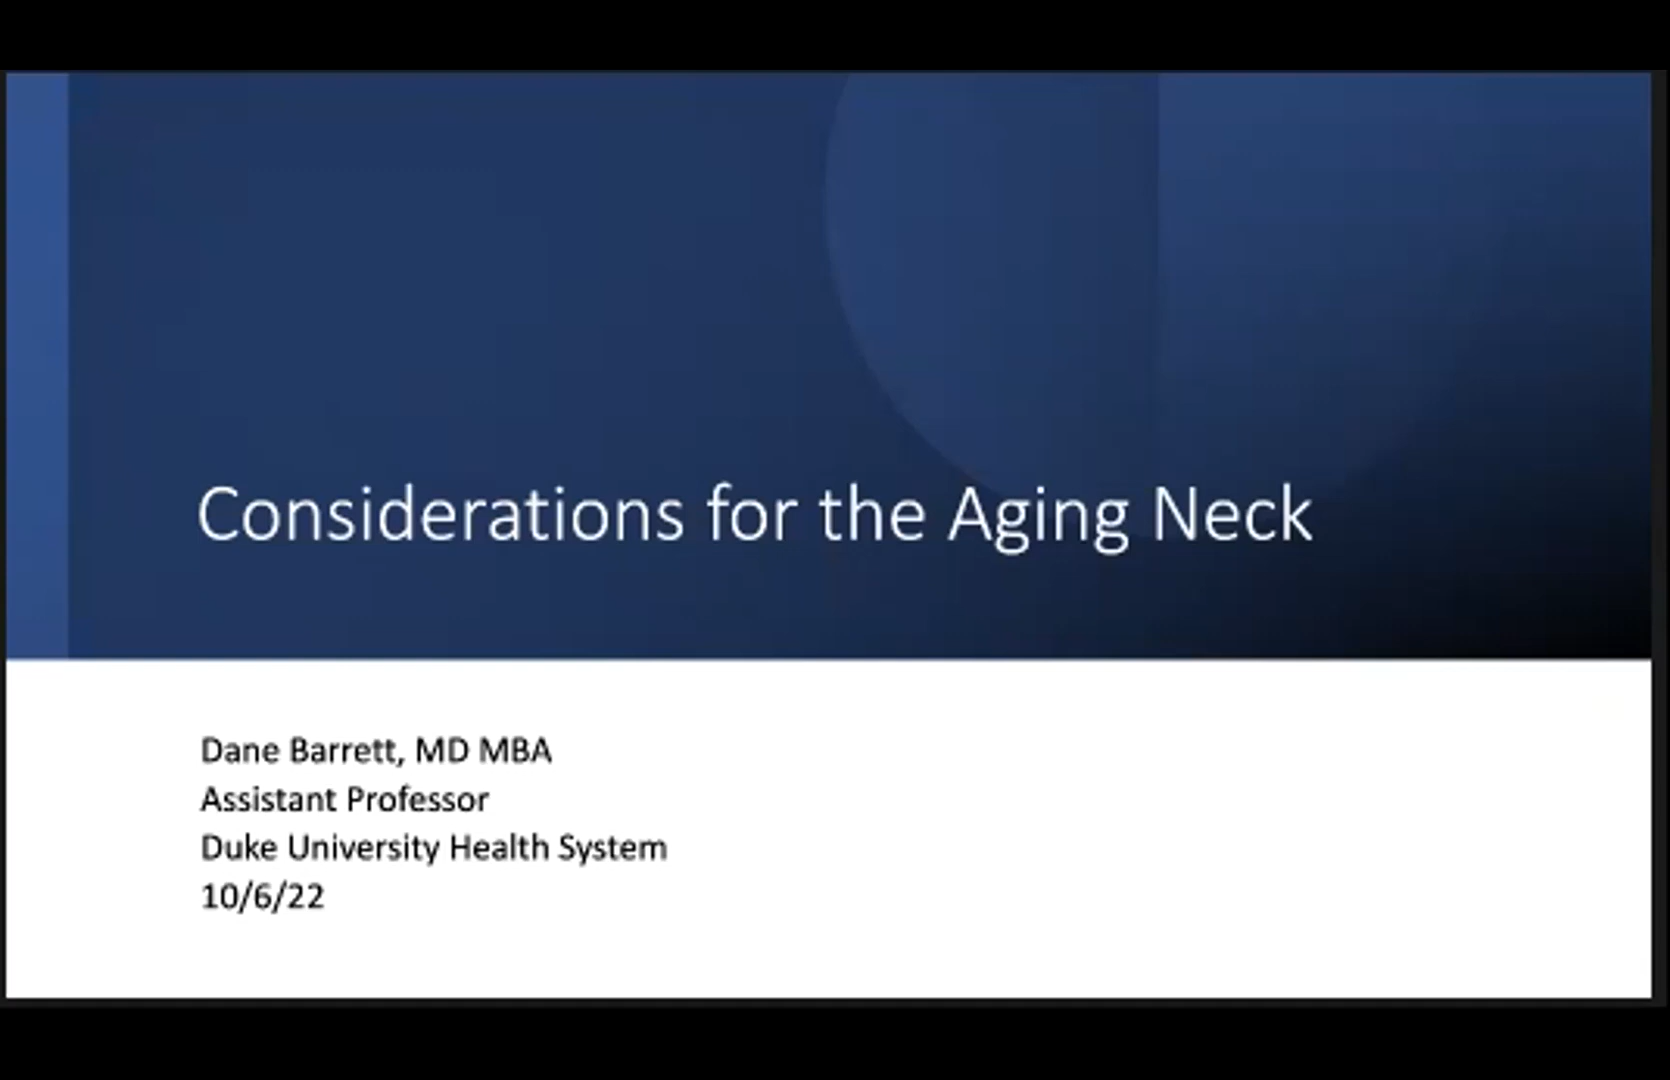 Considerations for the Aging Neck
Dane Barrett, MD MBA
Assistant Professor
Duke University Health System
10/6/22